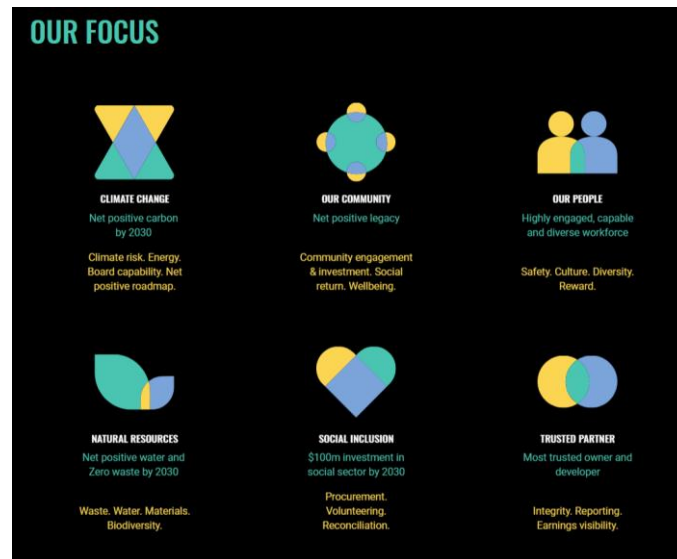 OUR FOCUS
CLIMATE CHANGE
Net positive carbon
by 2030
Climate risk. Energy.
Board capability. Net
positive roadmap.
OUR COMMUNITY
Net positive legacy
Community engagement
& investment. Social
return. Wellbeing.
OUR PEOPLE
Highly engaged, capable
and diverse workforce
Safety. Culture. Diversity.
Reward.
NATURAL RESOURCES
Net positive water and
Zero waste by 2030
Waste. Water. Materials.
Biodiversity.
SOCIAL INCLUSION
$100m investment in
social sector by 2030
Procurement.
Volunteering.
Reconciliation.
TRUSTED PARTNER
Most trusted owner and
developer
Integrity. Reporting.
Earnings visibility.